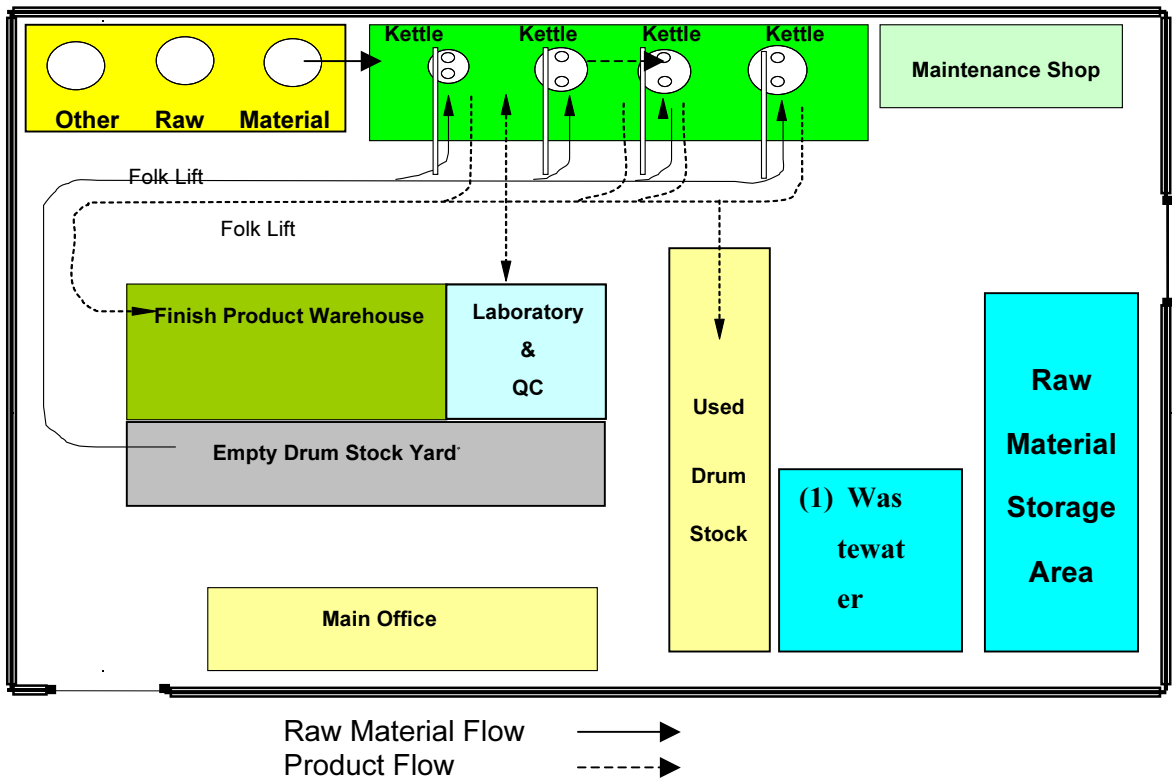 Kettle Kettle Kettle Kettle
Other Raw Material
Maintenance Shop
Folk Lift
Folk Lift
Finish Product Warehouse
Laboratory
&
QC
Empty Drum Stock Yard
Used
Drum
Stock
(1) Was
tewat
er
Raw
Material
Storage
Area
Main Office
Raw Material Flow
Product Flow